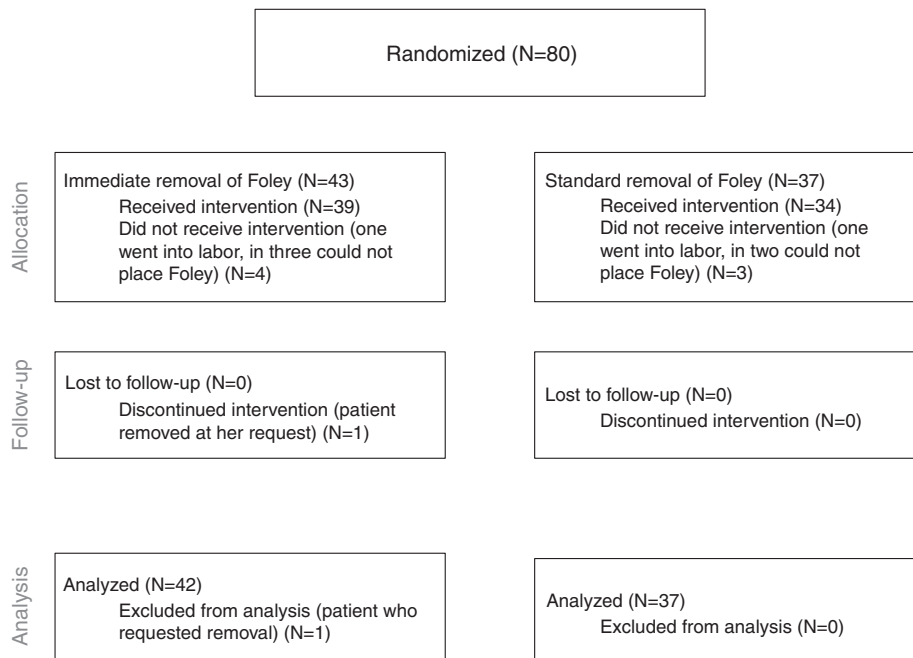 Randomized (N=80)
Allocation
Immediate removal of Foley (N=43)
Received intervention (N=39)
Did not receive intervention (one
went into labor, in three could not
place Foley) (N=4)
Standard removal of Foley (N=37)
Received intervention (N=34)
Did not receive intervention (one
went into labor, in two could not
place Foley) (N=3)
Follow-up
Lost to follow-up (N=0)
Discontinued intervention (patient
removed at her request) (N=1)
Lost to follow-up (N=0)
Discontinued intervention (N=0)
Analysis
Analyzed (N=42)
Excluded from analysis (patient who
requested removal) (N=1)
Analyzed (N=37)
Excluded from analysis (N=0)